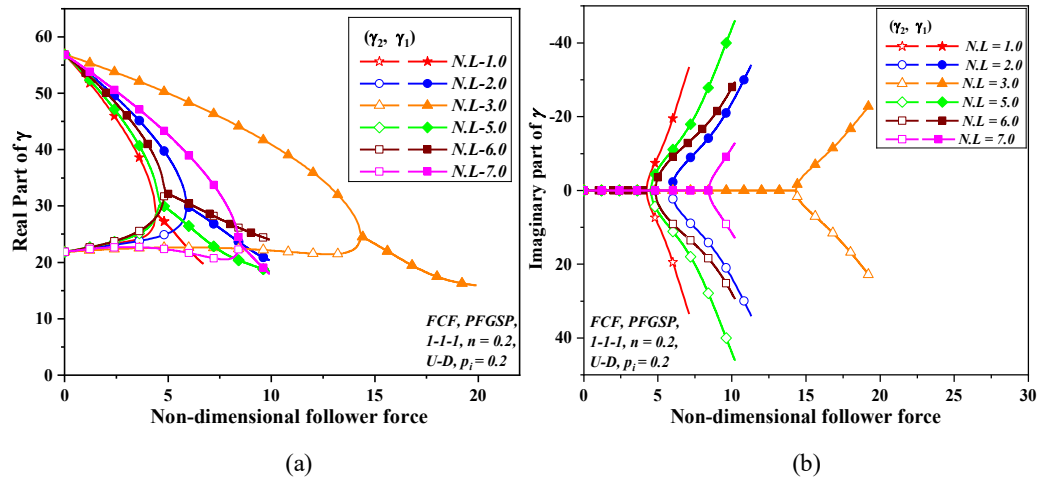 60
50
40
30
20
10
0
Real Part of γ
0
5
10
15
20
Non-dimensional follower force
(γ2, γ1)
N.L-1.0
N.L-2.0
N.L-3.0
N.L-5.0
N.L-6.0
N.L-7.0
FCF, PFGSP,
1-1-1, n = 0.2,
U-D, pi = 0.2
(a)
-40
-20
0
20
40
Imaginary part of γ
0
5
10
15
20
25
30
Non-dimensional follower force
(γ2, γ1)
N.L = 1.0
N.L = 2.0
N.L = 3.0
N.L = 5.0
N.L = 6.0
N.L = 7.0
FCF, PFGSP,
1-1-1, n = 0.2,
U-D, pi = 0.2
(b)